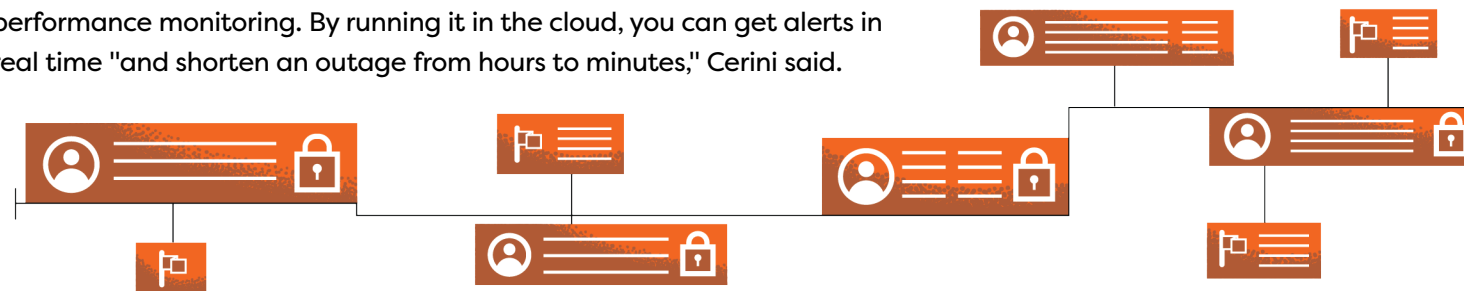 performance monitoring. By running it in the cloud, you can get alerts in
real time "and shorten an outage from hours to minutes," Cerini said.